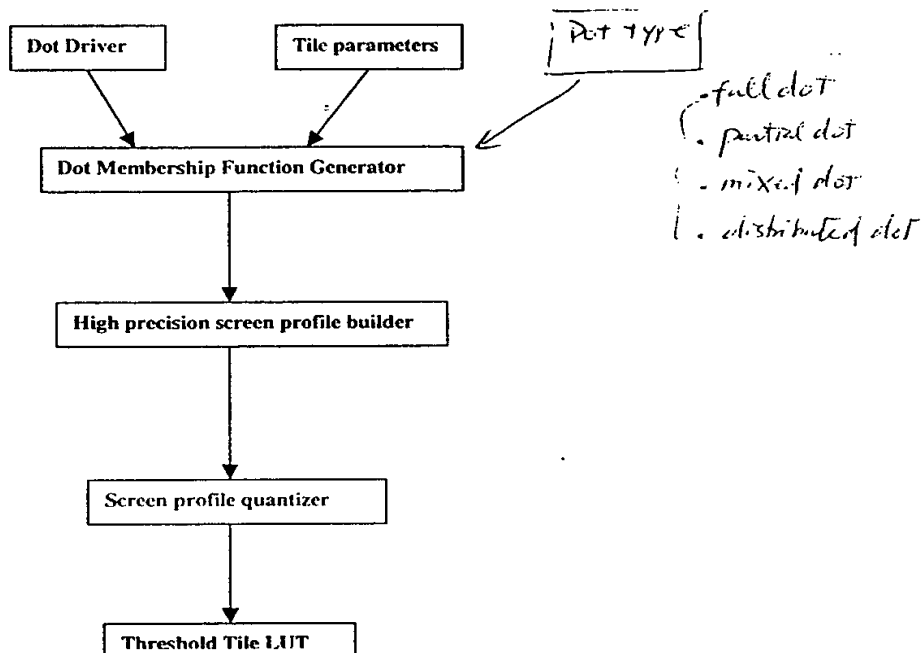 Dot Driver
Tile parameters
Dot type
• full dot
• partial dot
• mixed dot
• distributed dot
Dot Membership Function Generator
High precision screen profile builder
Screen profile quantizer
Threshold Tile LUT